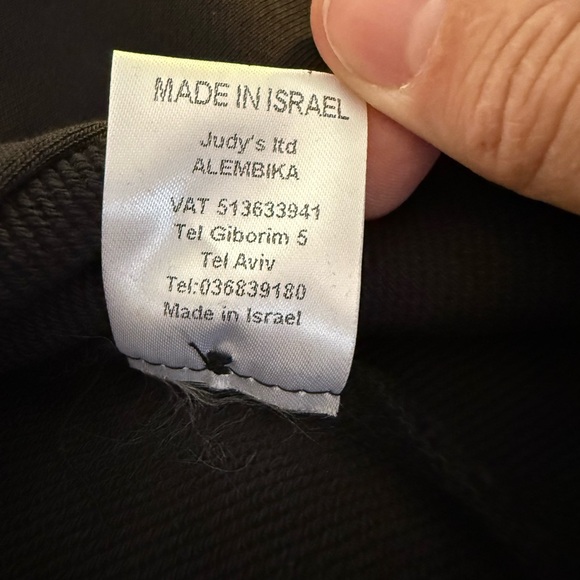 MADE IN ISRAEL
Judy's ltd
ALEMBIKA
VAT 513633941
Tel Giborim 5
Tel Aviv
Tel:036839180
Made in Israel